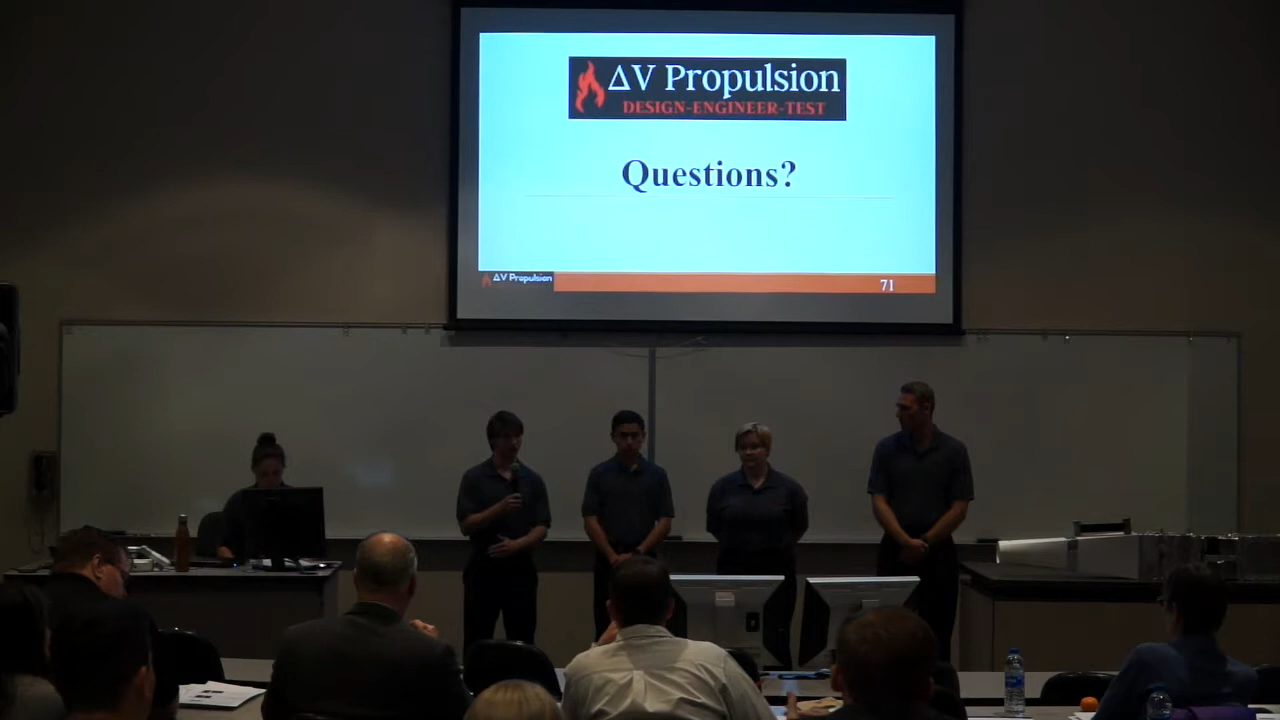 ΔV Propulsion
DESIGN-ENGINEER-TEST
Questions?
ΔV Propulsion
71